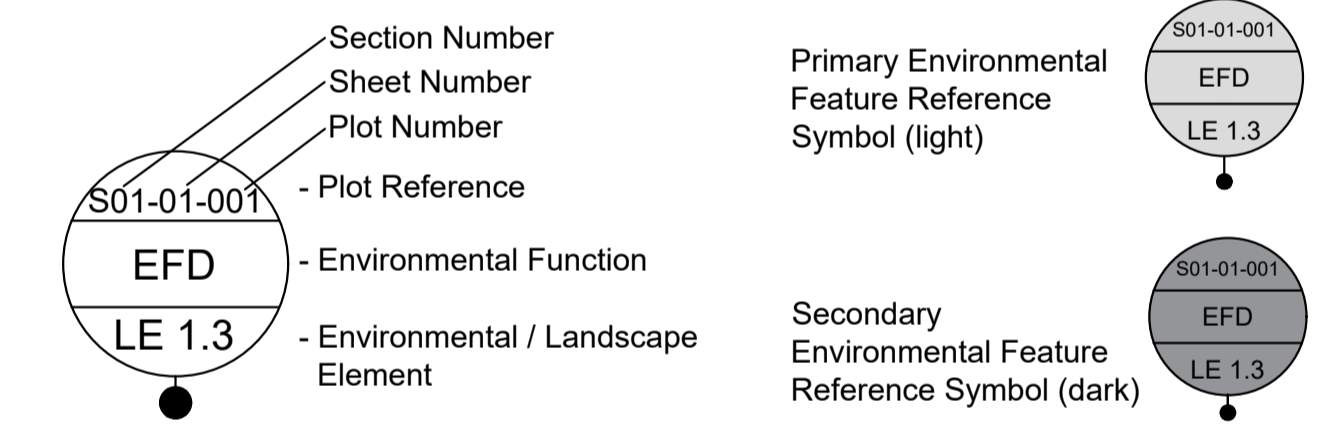 Section Number
Sheet Number
Plot Number
S01-01-001
- Plot Reference
EFD
- Environmental Function
LE 1.3
- Environmental / Landscape
Element
Primary Environmental
Feature Reference
Symbol (light)
S01-01-001
EFD
LE 1.3
Secondary
Environmental Feature
Reference Symbol (dark)
S01-01-001
EFD
LE 1.3